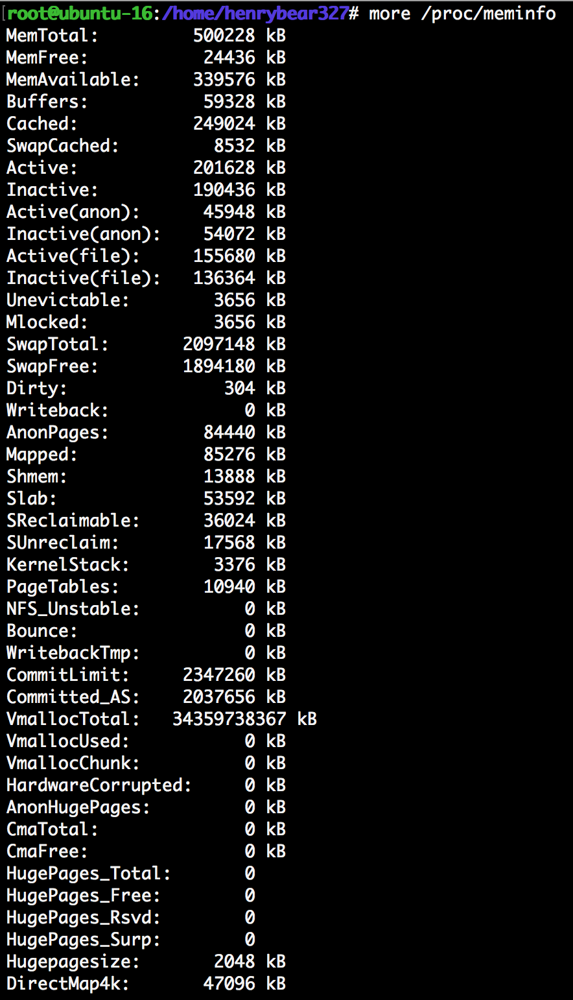 [root@ubuntu-16:/home/henrybear327# more /proc/meminfo
MemTotal:         500228 kB
MemFree:           24436 kB
MemAvailable:     339576 kB
Buffers:           59328 kB
Cached:           249024 kB
SwapCached:         8532 kB
Active:           201628 kB
Inactive:         190436 kB
Active(anon):      45948 kB
Inactive(anon):    54072 kB
Active(file):     155680 kB
Inactive(file):   136364 kB
Unevictable:        3656 kB
Mlocked:            3656 kB
SwapTotal:       2097148 kB
SwapFree:        1894180 kB
Dirty:               304 kB
Writeback:             0 kB
AnonPages:         84440 kB
Mapped:            85276 kB
Shmem:             13888 kB
Slab:              53592 kB
SReclaimable:      36024 kB
SUnreclaim:        17568 kB
KernelStack:        3376 kB
PageTables:        10940 kB
NFS_Unstable:          0 kB
Bounce:                0 kB
WritebackTmp:          0 kB
CommitLimit:     2347260 kB
Committed_AS:    2037656 kB
VmallocTotal:   34359738367 kB
VmallocUsed:           0 kB
VmallocChunk:          0 kB
HardwareCorrupted:     0 kB
AnonHugePages:         0 kB
CmaTotal:              0 kB
CmaFree:               0 kB
HugePages_Total:       0
HugePages_Free:        0
HugePages_Rsvd:        0
HugePages_Surp:        0
Hugepagesize:       2048 kB
DirectMap4k:       47096 kB